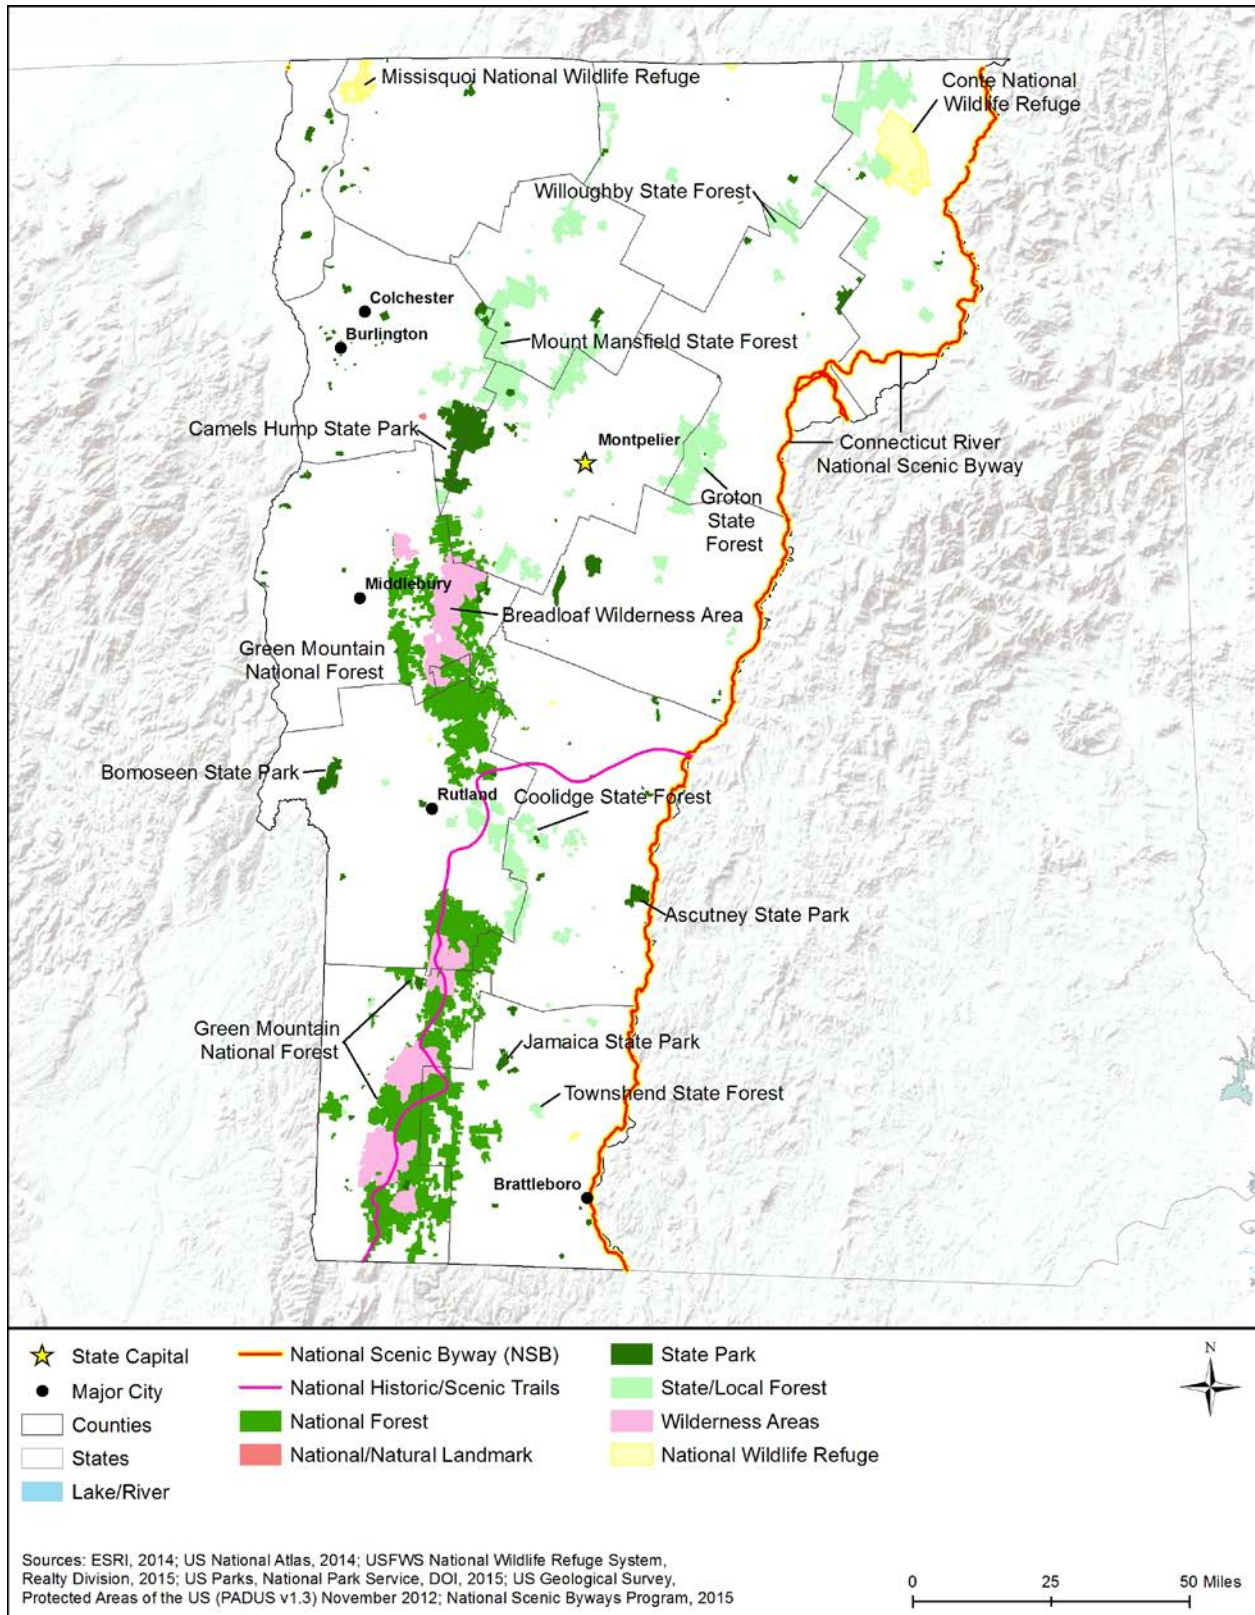 Missisquoi National Wildlife Refuge
Conte National
Wildlife Refuge
Willoughby State Forest
Colchester
Burlington
Mount Mansfield State Forest
Camels Hump State Park
Montpelier
Connecticut River
National Scenic Byway
Groton
State
Forest
Middlebury
Breadloaf Wilderness Area
Green Mountain
National Forest
Bomoseen State Park
Rutland
Coolidge State Forest
Ascutney State Park
Green Mountain
National Forest
Jamaica State Park
Townshend State Forest
Brattleboro
State Capital
Major City
Counties
States
Lake/River
National Scenic Byway (NSB)
National Historic/Scenic Trails
National Forest
National/Natural Landmark
State Park
State/Local Forest
Wilderness Areas
National Wildlife Refuge
N
Sources: ESRI, 2014; US National Atlas, 2014; USFWS National Wildlife Refuge System,
Realty Division, 2015; US Parks, National Park Service, DOI, 2015; US Geological Survey,
Protected Areas of the US (PADUS v1.3) November 2012; National Scenic Byways Program, 2015
0 25 50 Miles